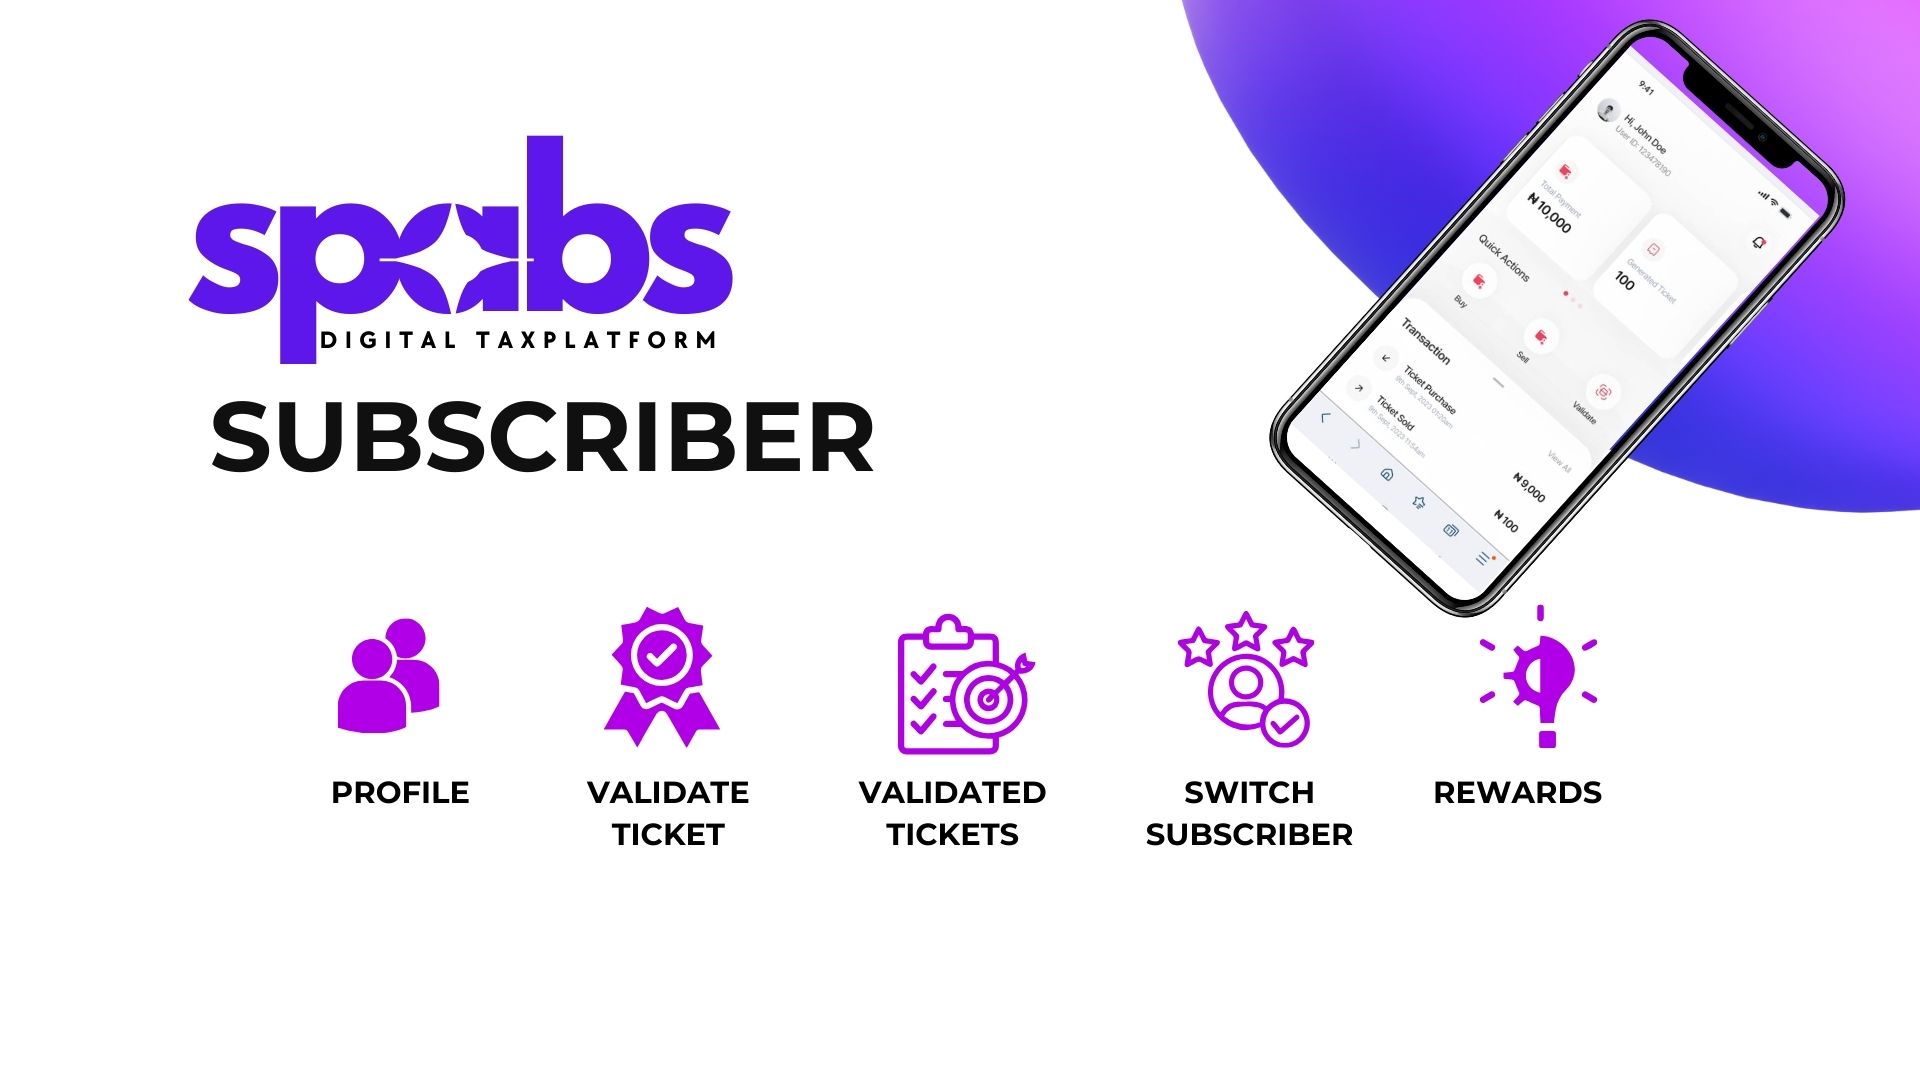 spabs
DIGITAL TAXPLATFORM
SUBSCRIBER
9:41
Hi, John Doe
User ID: 123478190
Total Payment
₦10,000
Generated Ticket
100
Quick Actions
Buy
Sell
Validate
Transaction
View All
Ticket Purchase
9th Sept, 2023 01:20am
₦9,000
Ticket Sold
9th Sept, 2023 11:54am
₦100
PROFILE
VALIDATE
TICKET
VALIDATED
TICKETS
SWITCH
SUBSCRIBER
REWARDS